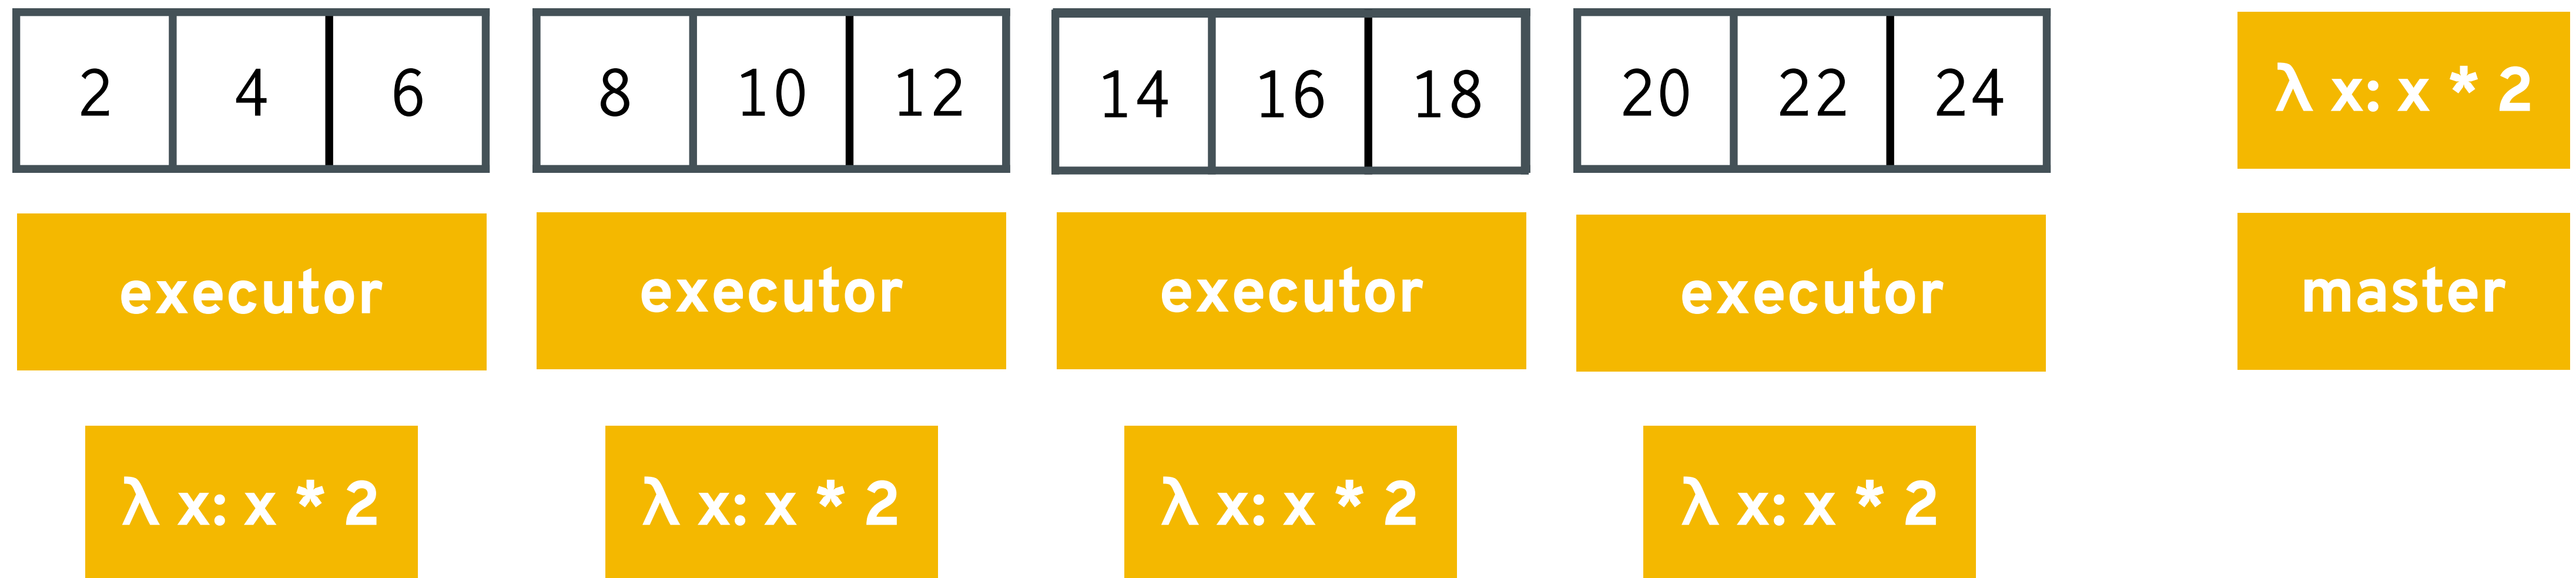 2 4 6 8 10 12 14 16 18 20 22 24 λ x: x * 2
executor executor executor executor master
λ x: x * 2 λ x: x * 2 λ x: x * 2 λ x: x * 2